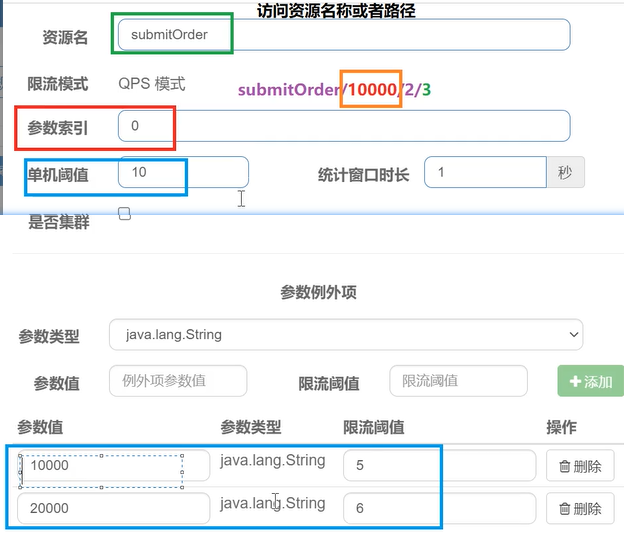 访问资源名称或者路径
资源名 submitOrder
限流模式 QPS 模式 submitOrder/10000/2/3
参数索引 0
单机阈值 10 统计窗口时长 1 秒
是否集群
参数例外项
参数类型 java.lang.String
参数值 例外项参数值 限流阈值 限流阈值 添加
参数值 参数类型 限流阈值 操作
10000 java.lang.String 5 删除
20000 java.lang.String 6 删除